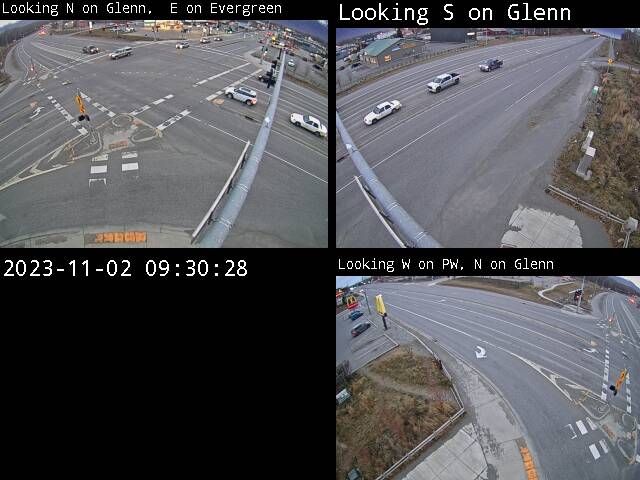 Looking N on Glenn, E on Evergreen
Looking S on Glenn
2023-11-02 09:30:28
Looking W on PW, N on Glenn